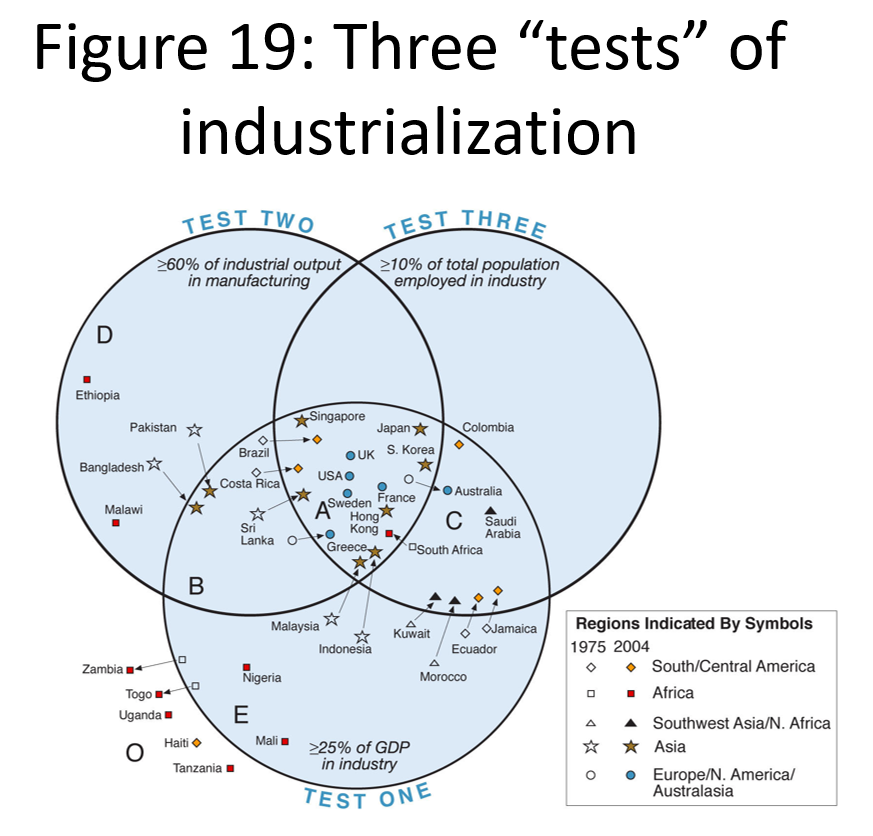 Figure 19: Three “tests” of
industrialization
TEST TWO
TEST THREE
≥60% of industrial output
in manufacturing
≥10% of total population
employed in industry
D
Ethiopia
Pakistan
Bangladesh
Malawi
Singapore
Brazil
Japan
Colombia
UK
S. Korea
Costa Rica
USA
Sweden
France
Australia
A
Hong
Kong
C
Saudi
Arabia
Sri
Lanka
Greece
South Africa
B
Malaysia
Indonesia
Kuwait
Ecuador
Jamaica
Morocco
Zambia
Nigeria
Togo
Uganda
E
O
Haiti
Mali
Tanzania
≥25% of GDP
in industry
TEST ONE
Regions Indicated By Symbols
1975 2004
South/Central America
Africa
Southwest Asia/N. Africa
Asia
Europe/N. America/
Australasia